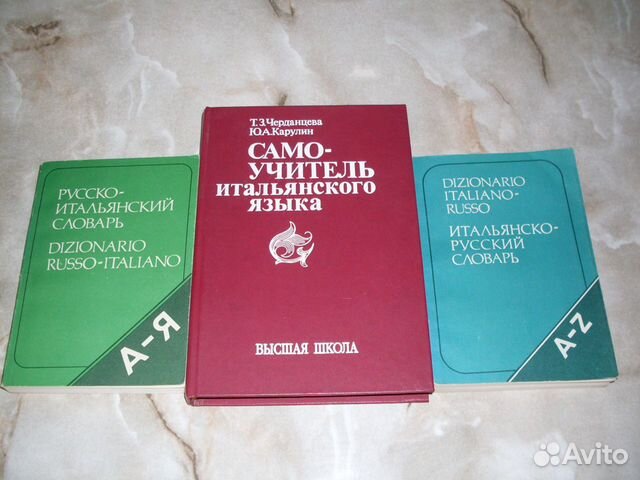 РУССКО-
ИТАЛЬЯНСКИЙ
СЛОВАРЬ
DIZIONARIO
RUSSO-ITALIANO
А-Я
Т.З.Черданцева
Ю.А.Карулин
САМО-
УЧИТЕЛЬ
итальянского
языка
ВЫСШАЯ ШКОЛА
DIZIONARIO
ITALIANO-
RUSSO
ИТАЛЬЯНСКО-
РУССКИЙ
СЛОВАРЬ
A-Z
Avito